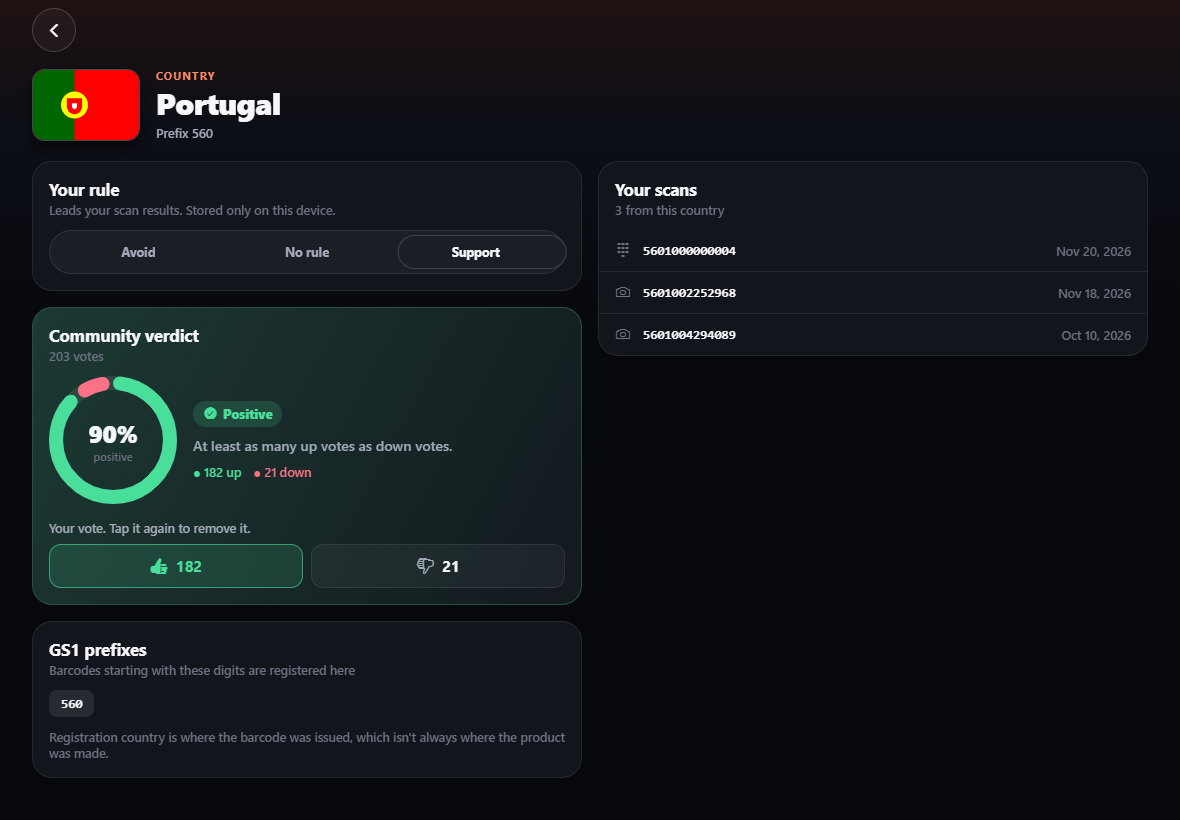 COUNTRY
Portugal
Prefix 560
Your rule
Leads your scan results. Stored only on this device.
Avoid
No rule
Support
Community verdict
203 votes
90%
positive
Positive
At least as many up votes as down votes.
182 up
21 down
Your vote. Tap it again to remove it.
182
21
GS1 prefixes
Barcodes starting with these digits are registered here
560
Registration country is where the barcode was issued, which isn't always where the product
was made.
Your scans
3 from this country
5601000000004
Nov 20, 2026
5601002252968
Nov 18, 2026
5601004294089
Oct 10, 2026